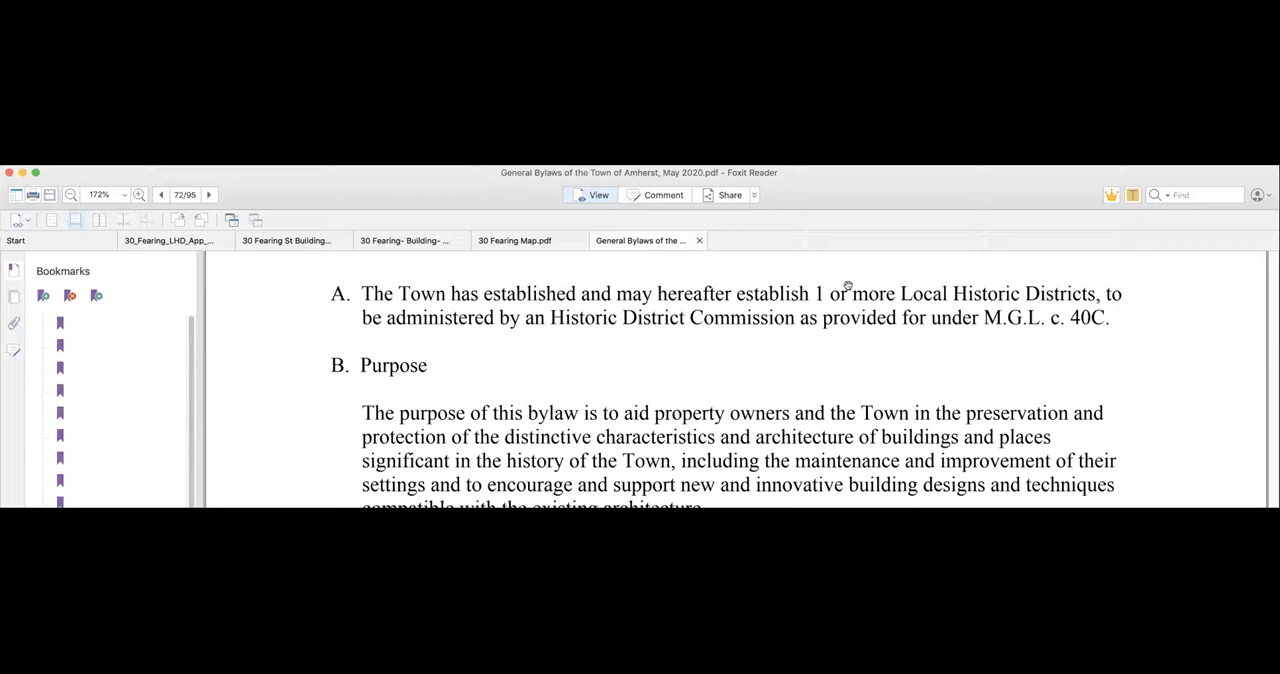 General Bylaws of the Town of Amherst, May 2020.pdf - Foxit Reader
172%
72/95
View
Comment
Share
Find
Start
30_Fearing_LHD_App_...
30 Fearing St Building...
30 Fearing- Building- ...
30 Fearing Map.pdf
General Bylaws of the ...
Bookmarks
A. The Town has established and may hereafter establish 1 or more Local Historic Districts, to
be administered by an Historic District Commission as provided for under M.G.L. c. 40C.
B. Purpose
The purpose of this bylaw is to aid property owners and the Town in the preservation and
protection of the distinctive characteristics and architecture of buildings and places
significant in the history of the Town, including the maintenance and improvement of their
settings and to encourage and support new and innovative building designs and techniques
compatible with the existing architecture.